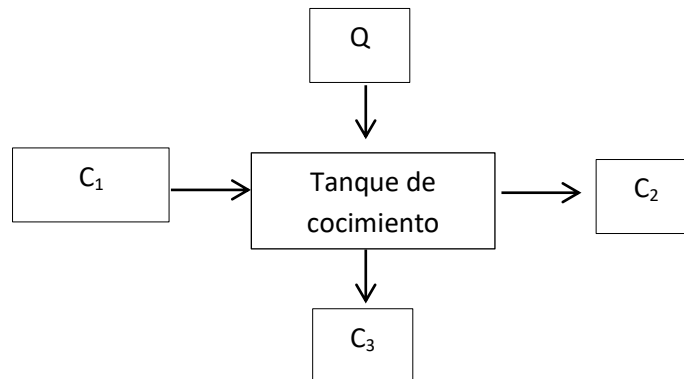 Q
C₁
Tanque de
cocimiento
C₂
C₃